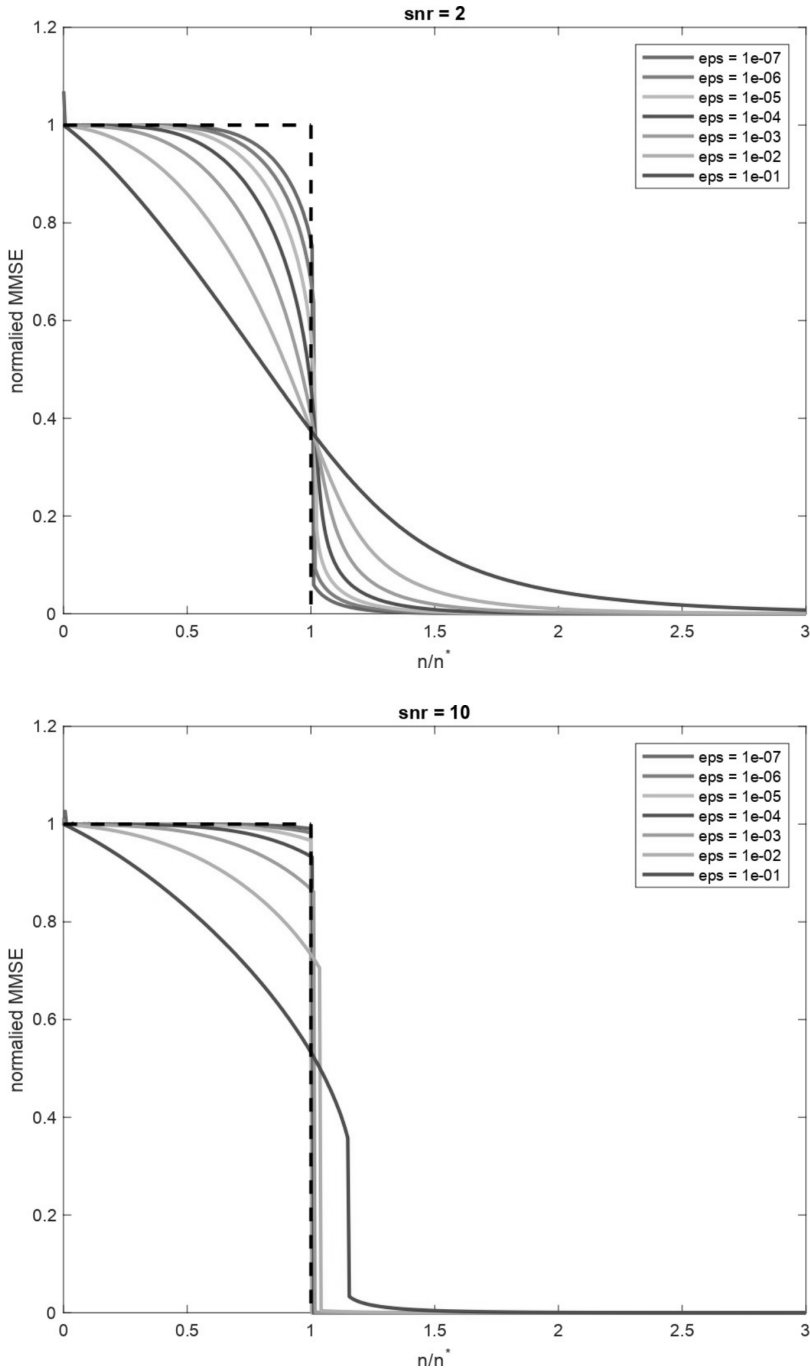 snr = 2
1.2
1
0.8
0.6
0.4
0.2
0
normalied MMSE
eps = 1e-07
eps = 1e-06
eps = 1e-05
eps = 1e-04
eps = 1e-03
eps = 1e-02
eps = 1e-01
0 0.5 1 1.5 2 2.5 3
n/n*
snr = 10
1.2
1
0.8
0.6
0.4
0.2
0
normalied MMSE
eps = 1e-07
eps = 1e-06
eps = 1e-05
eps = 1e-04
eps = 1e-03
eps = 1e-02
eps = 1e-01
0 0.5 1 1.5 2 2.5 3
n/n*